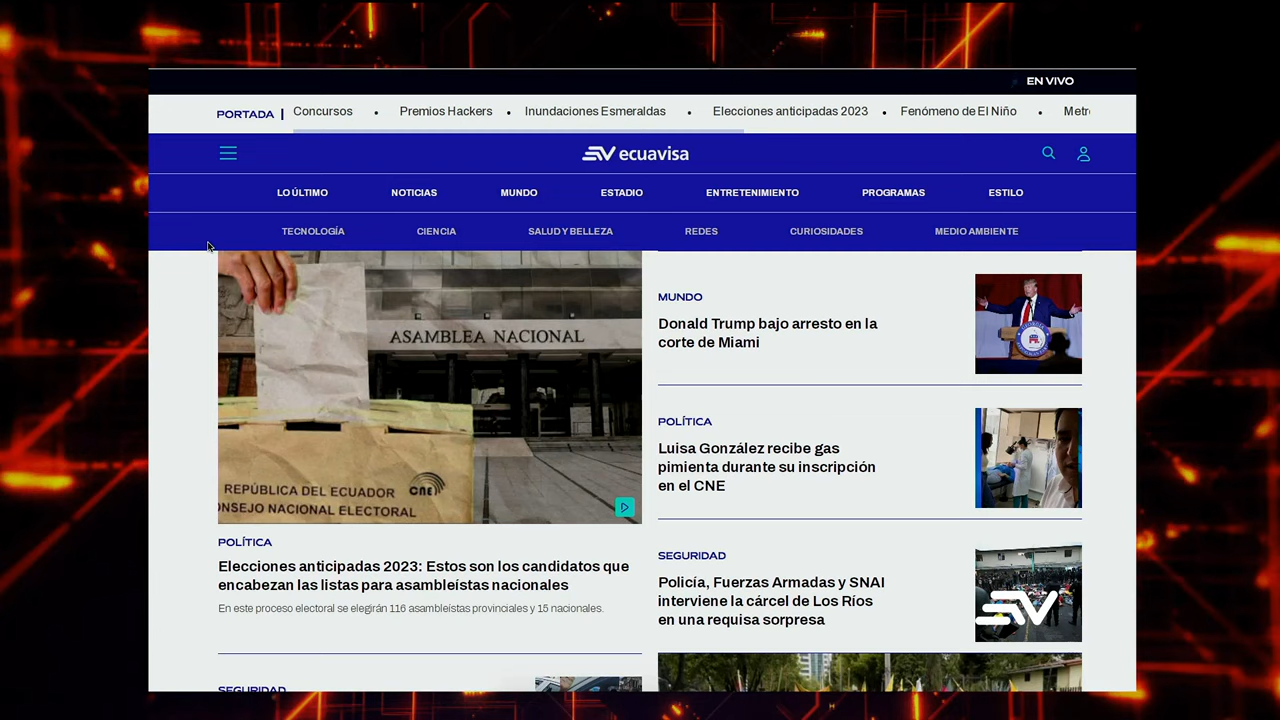 EN VIVO
PORTADA | Concursos • Premios Hackers • Inundaciones Esmeraldas • Elecciones anticipadas 2023 • Fenómeno de El Niño • Metr
ecuavisa
LO ÚLTIMO NOTICIAS MUNDO ESTADIO ENTRETENIMIENTO PROGRAMAS ESTILO
TECNOLOGÍA CIENCIA SALUD Y BELLEZA REDES CURIOSIDADES MEDIO AMBIENTE
ASAMBLEA NACIONAL
REPÚBLICA DEL ECUADOR
CNE
ONSEJO NACIONAL ELECTORAL
POLÍTICA
Elecciones anticipadas 2023: Estos son los candidatos que
encabezan las listas para asambleístas nacionales
En este proceso electoral se elegirán 116 asambleístas provinciales y 15 nacionales.
SEGURIDAD
MUNDO
Donald Trump bajo arresto en la
corte de Miami
POLÍTICA
Luisa González recibe gas
pimienta durante su inscripción
en el CNE
SEGURIDAD
Policía, Fuerzas Armadas y SNAI
interviene la cárcel de Los Ríos
en una requisa sorpresa